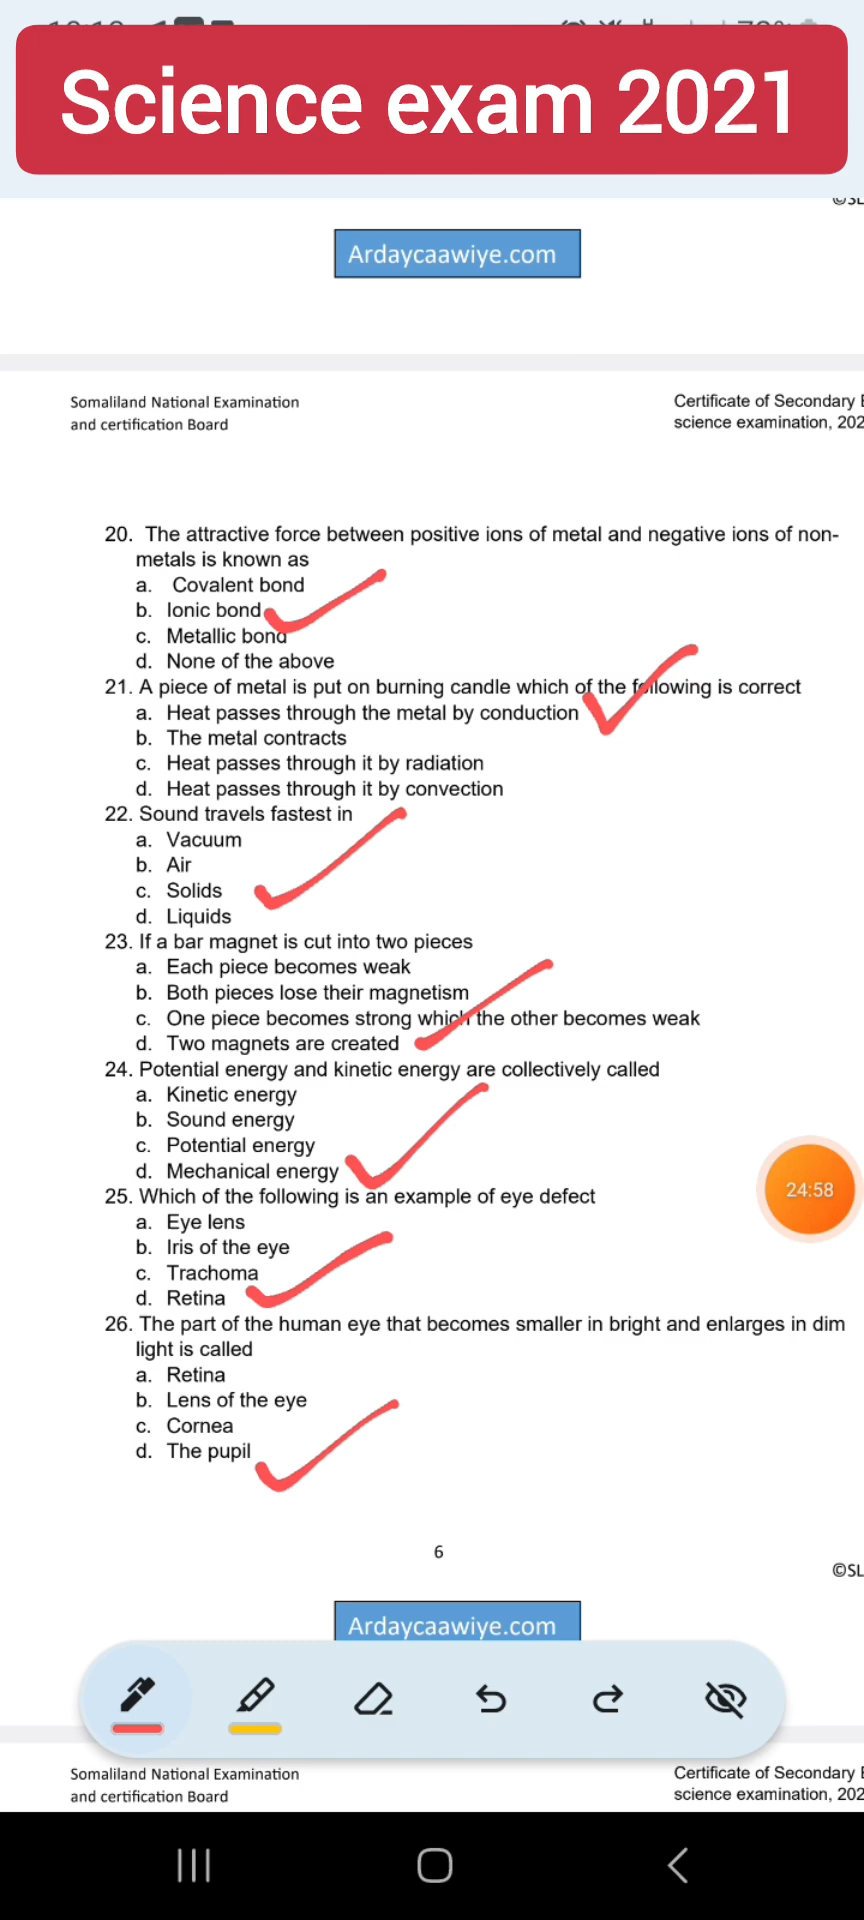 Science exam 2021
Ardaycaawiye.com
Somaliland National Examination
and certification Board
Certificate of Secondary
science examination, 202
20. The attractive force between positive ions of metal and negative ions of non-
metals is known as
a. Covalent bond
b. Ionic bond
c. Metallic bond
d. None of the above
21. A piece of metal is put on burning candle which of the following is correct
a. Heat passes through the metal by conduction
b. The metal contracts
c. Heat passes through it by radiation
d. Heat passes through it by convection
22. Sound travels fastest in
a. Vacuum
b. Air
c. Solids
d. Liquids
23. If a bar magnet is cut into two pieces
a. Each piece becomes weak
b. Both pieces lose their magnetism
c. One piece becomes strong which the other becomes weak
d. Two magnets are created
24. Potential energy and kinetic energy are collectively called
a. Kinetic energy
b. Sound energy
c. Potential energy
d. Mechanical energy
24:58
25. Which of the following is an example of eye defect
a. Eye lens
b. Iris of the eye
c. Trachoma
d. Retina
26. The part of the human eye that becomes smaller in bright and enlarges in dim
light is called
a. Retina
b. Lens of the eye
c. Cornea
d. The pupil
6
©SL
Ardaycaawiye.com
Somaliland National Examination
and certification Board
Certificate of Secondary
science examination, 202